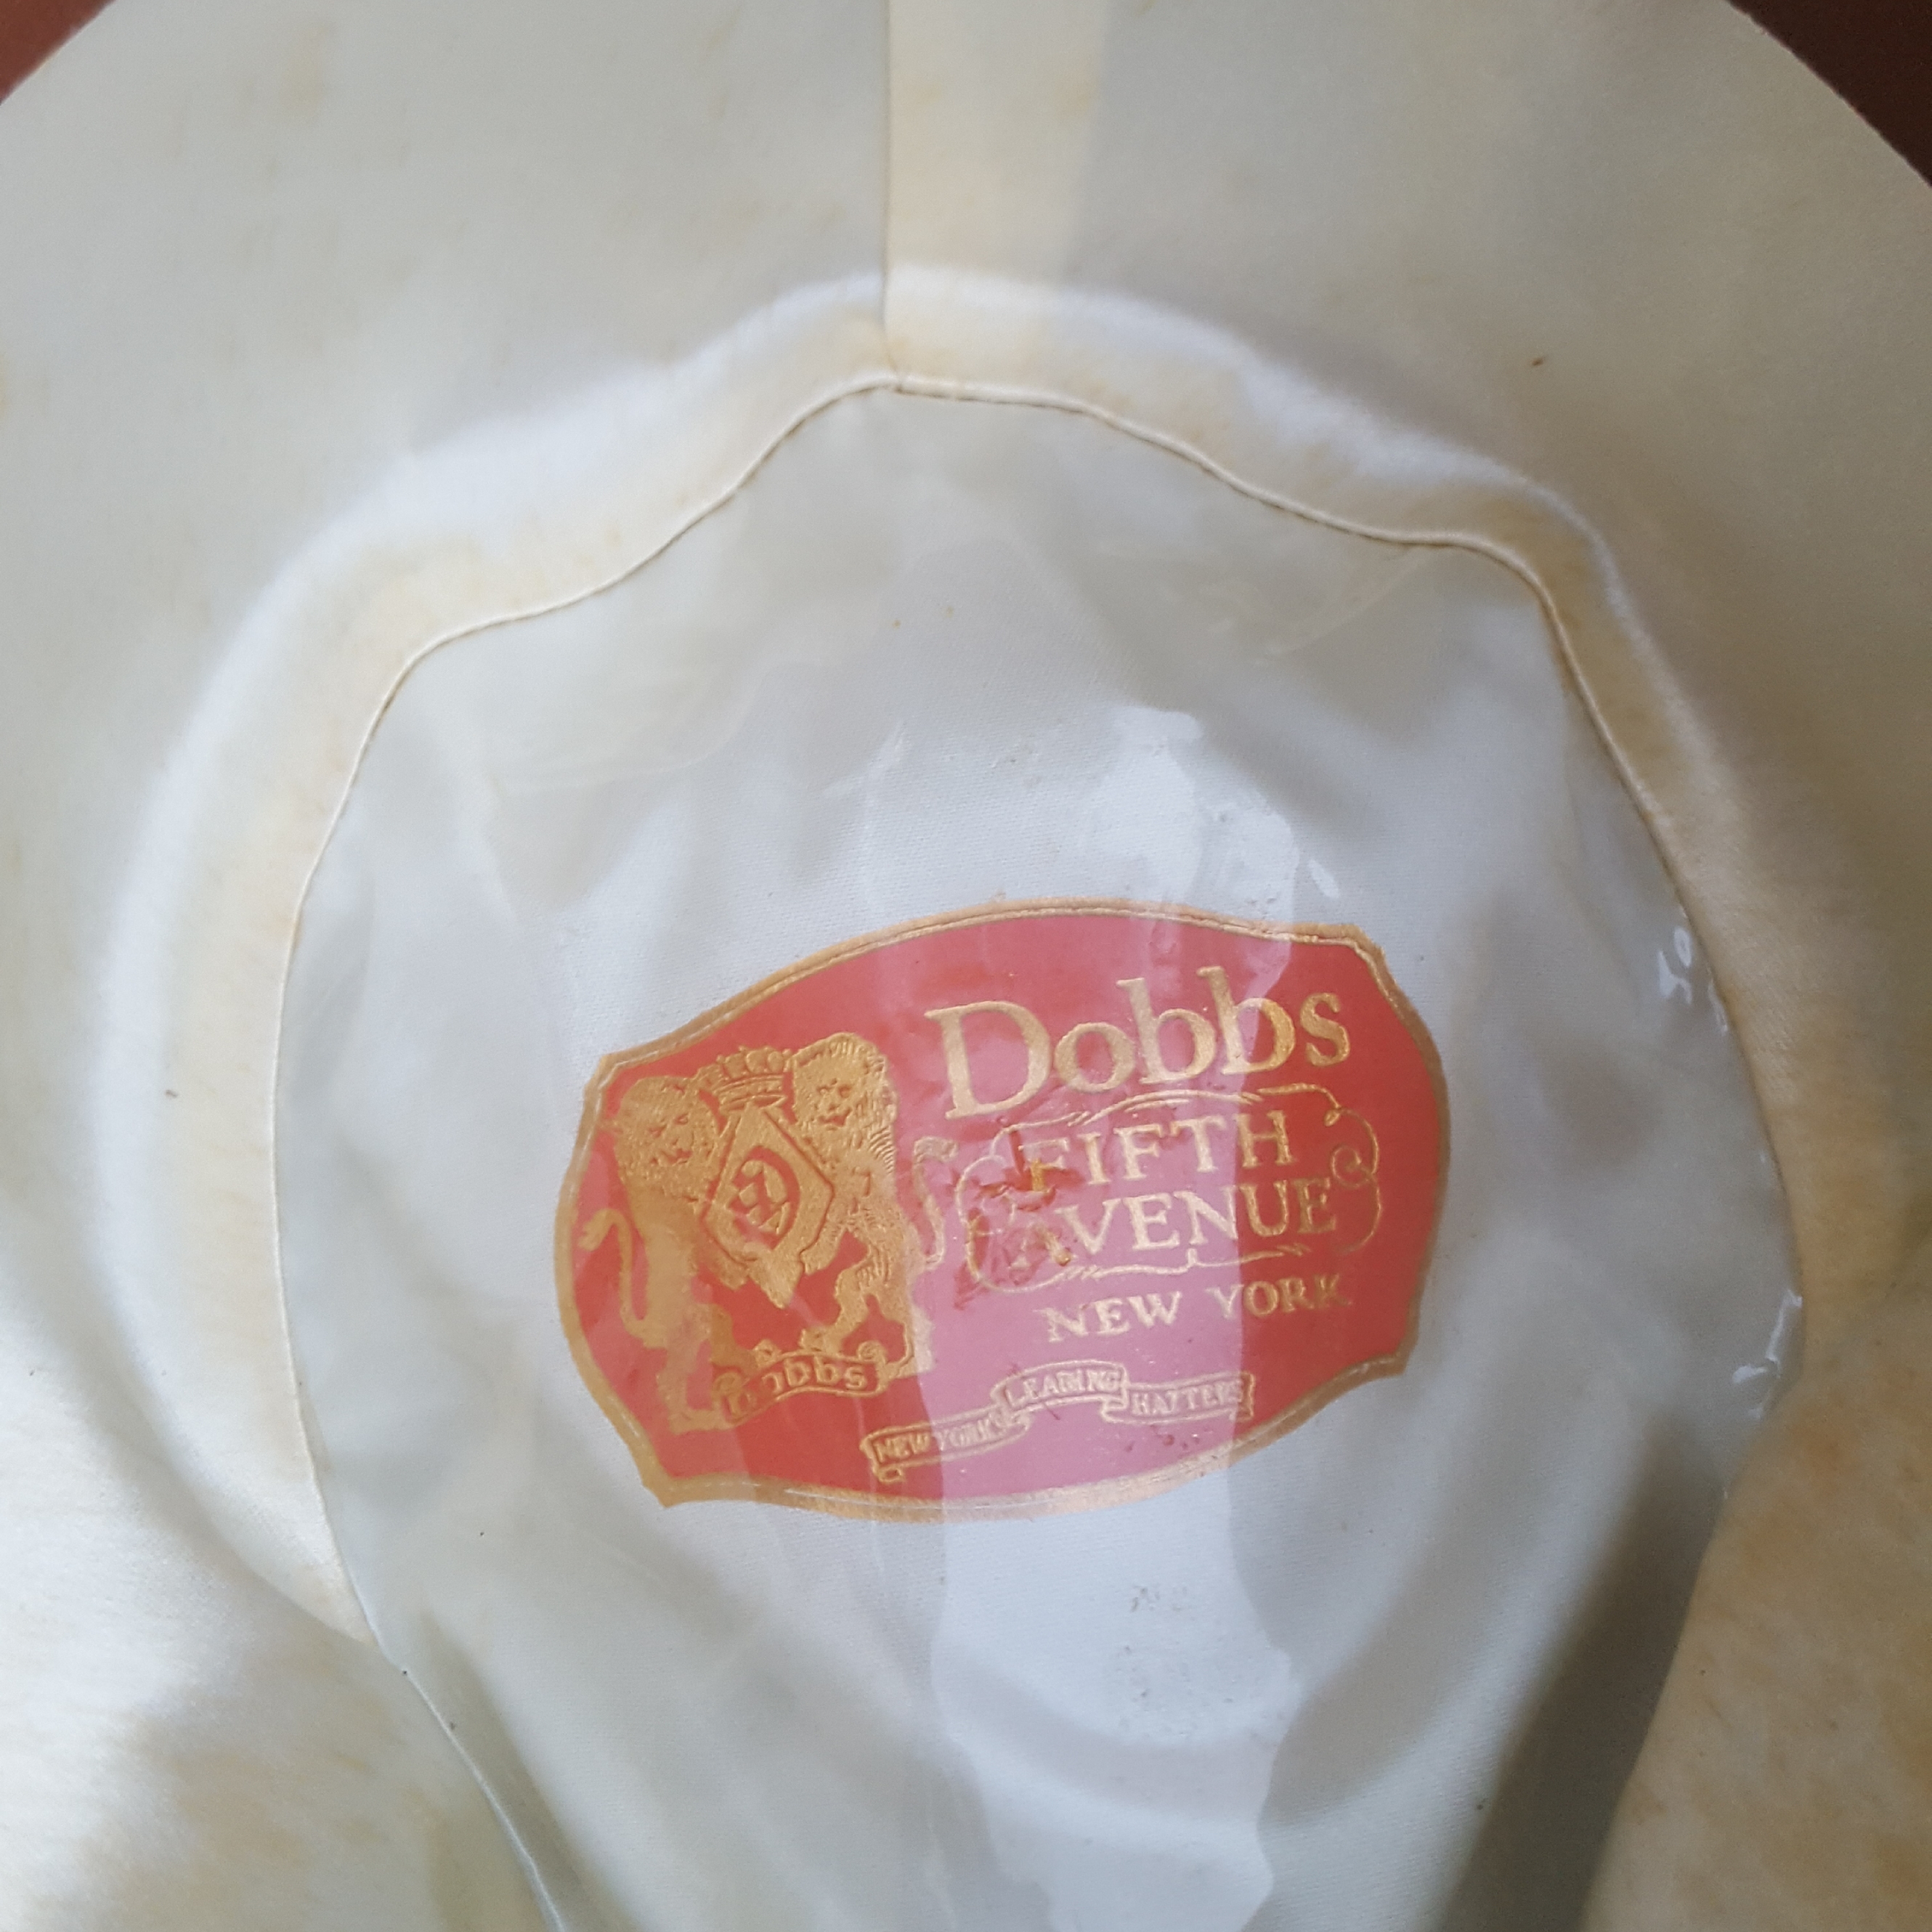 Dobbs
FIFTH
AVENUE
NEW YORK
Dobbs
NEW YORK'S LEADING HATTERS